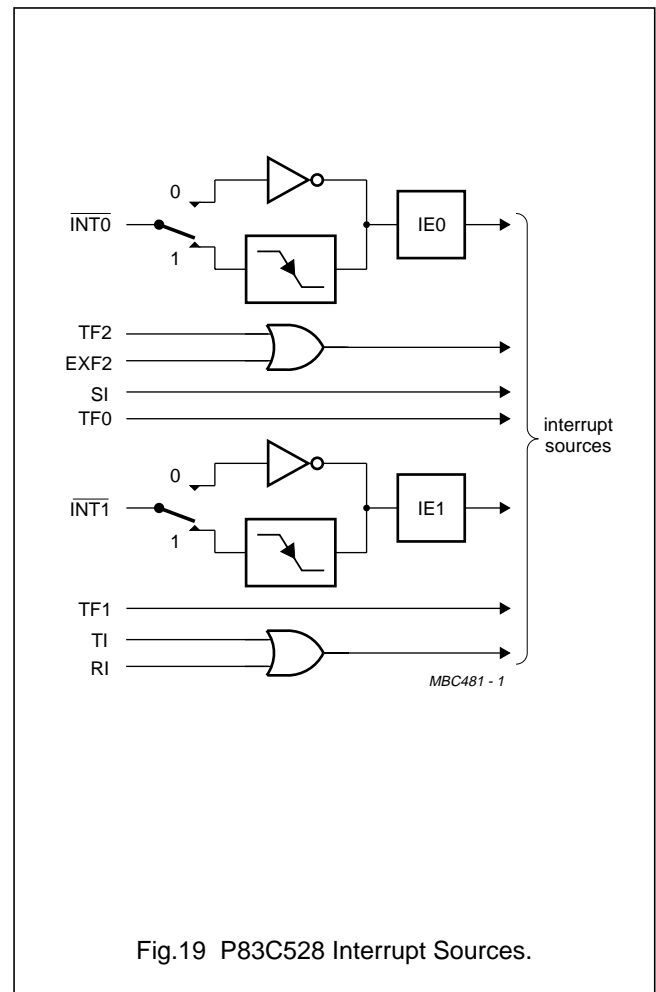 0
INT0
1
IE0
TF2
EXF2
SI
TF0
interrupt
sources
0
INT1
1
IE1
TF1
TI
RI
MBC481 - 1
Fig.19 P83C528 Interrupt Sources.